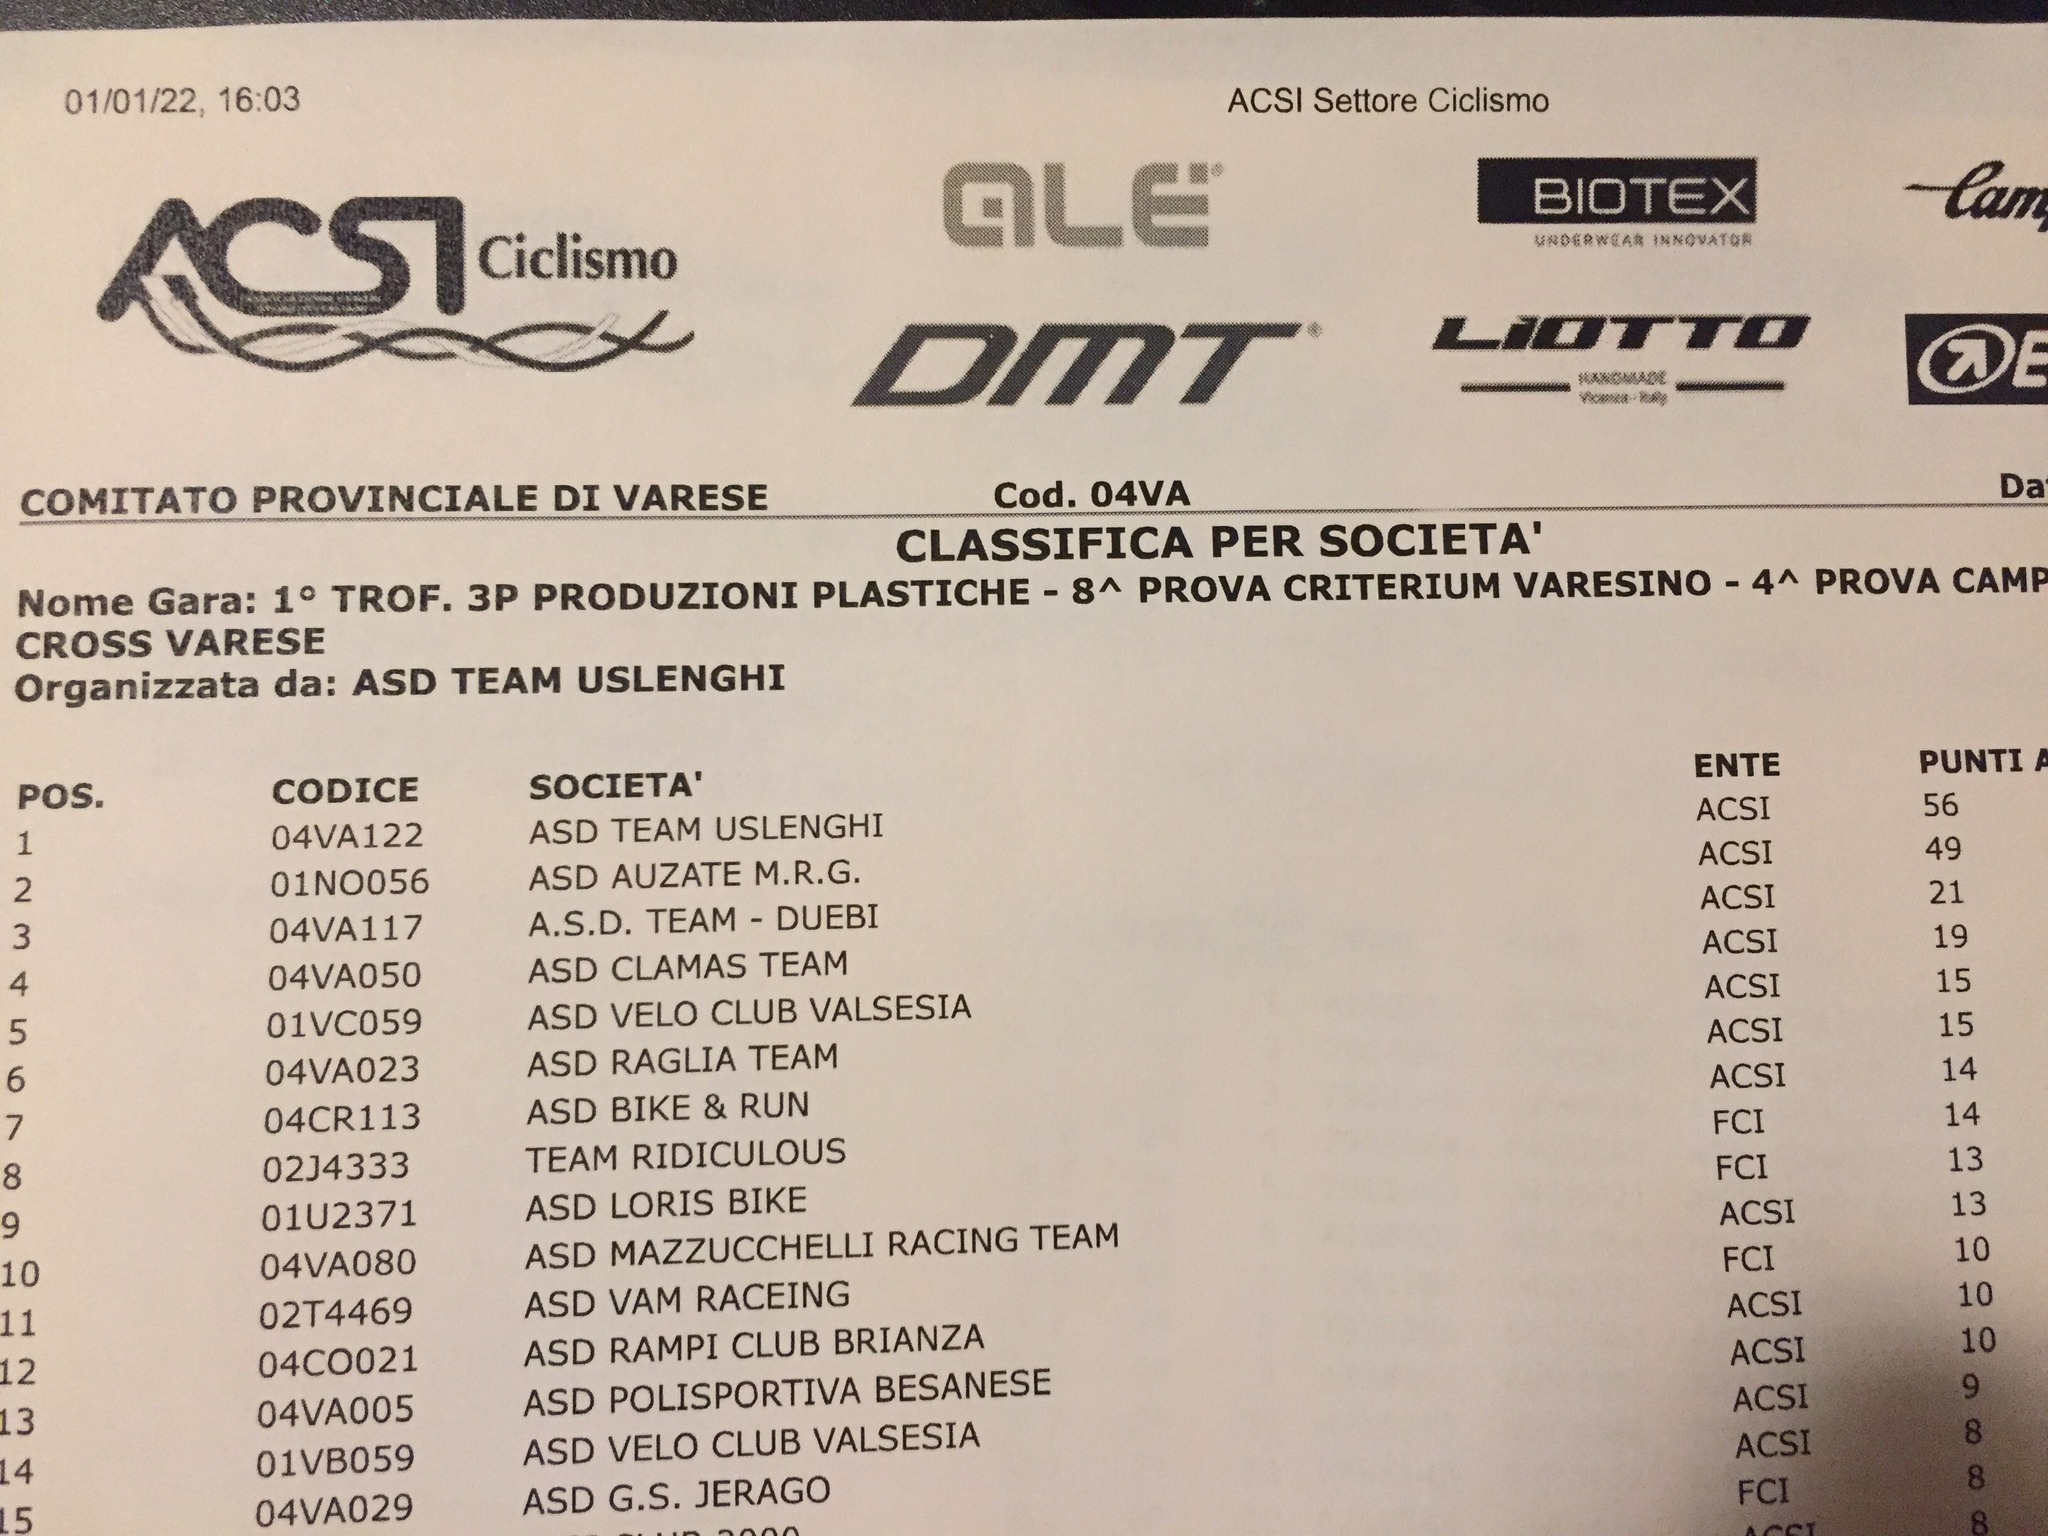 01/01/22, 16:03 ACSI Settore Ciclismo
ACSI Ciclismo
ALÉ®
BIOTEX
UNDERWEAR INNOVATOR
DMT®
LIOTTO
HANDMADE
Vicenza - Italy
COMITATO PROVINCIALE DI VARESE Cod. 04VA
CLASSIFICA PER SOCIETA'
Nome Gara: 1° TROF. 3P PRODUZIONI PLASTICHE - 8^ PROVA CRITERIUM VARESINO - 4^ PROVA CAMP
CROSS VARESE
Organizzata da: ASD TEAM USLENGHI
POS. CODICE SOCIETA' ENTE PUNTI A
1 04VA122 ASD TEAM USLENGHI ACSI 56
2 01NO056 ASD AUZATE M.R.G. ACSI 49
3 04VA117 A.S.D. TEAM - DUEBI ACSI 21
4 04VA050 ASD CLAMAS TEAM ACSI 19
5 01VC059 ASD VELO CLUB VALSESIA ACSI 15
6 04VA023 ASD RAGLIA TEAM ACSI 15
7 04CR113 ASD BIKE & RUN ACSI 14
8 02J4333 TEAM RIDICULOUS FCI 14
9 01U2371 ASD LORIS BIKE FCI 13
10 04VA080 ASD MAZZUCCHELLI RACING TEAM ACSI 13
11 02T4469 ASD VAM RACEING FCI 10
12 04CO021 ASD RAMPI CLUB BRIANZA ACSI 10
13 04VA005 ASD POLISPORTIVA BESANESE ACSI 10
14 01VB059 ASD VELO CLUB VALSESIA ACSI 9
15 04VA029 ASD G.S. JERAGO ACSI 8
CLUB 2000 FCI 8
ACSI 8